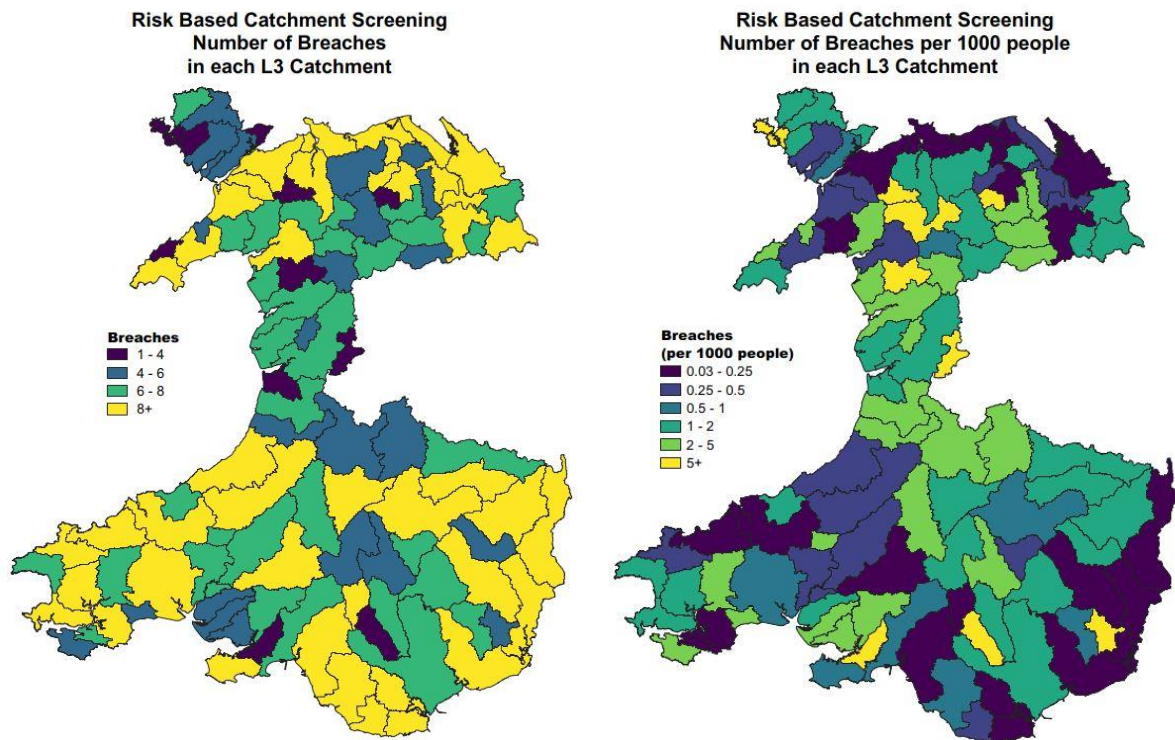 Risk Based Catchment Screening
Number of Breaches
in each L3 Catchment
Breaches
1 - 4
4 - 6
6 - 8
8+
Risk Based Catchment Screening
Number of Breaches per 1000 people
in each L3 Catchment
Breaches
(per 1000 people)
0.03 - 0.25
0.25 - 0.5
0.5 - 1
1 - 2
2 - 5
5+